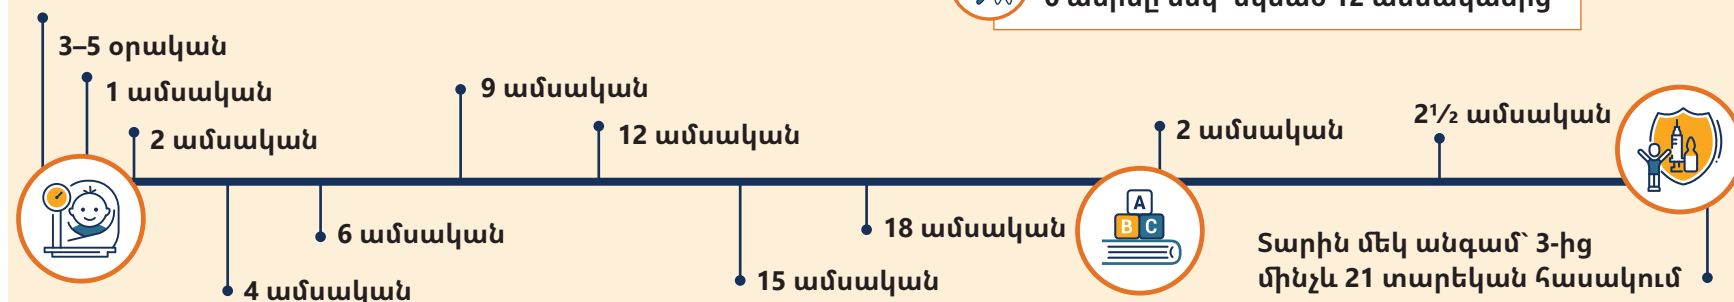 3–5 օրական
1 ամսական
2 ամսական
4 ամսական
6 ամսական
9 ամսական
12 ամսական
15 ամսական
18 ամսական
A
B C
2 ամսական
2½ ամսական
Տարին մեկ անգամ՝ 3-ից
մինչև 21 տարեկան հասակում